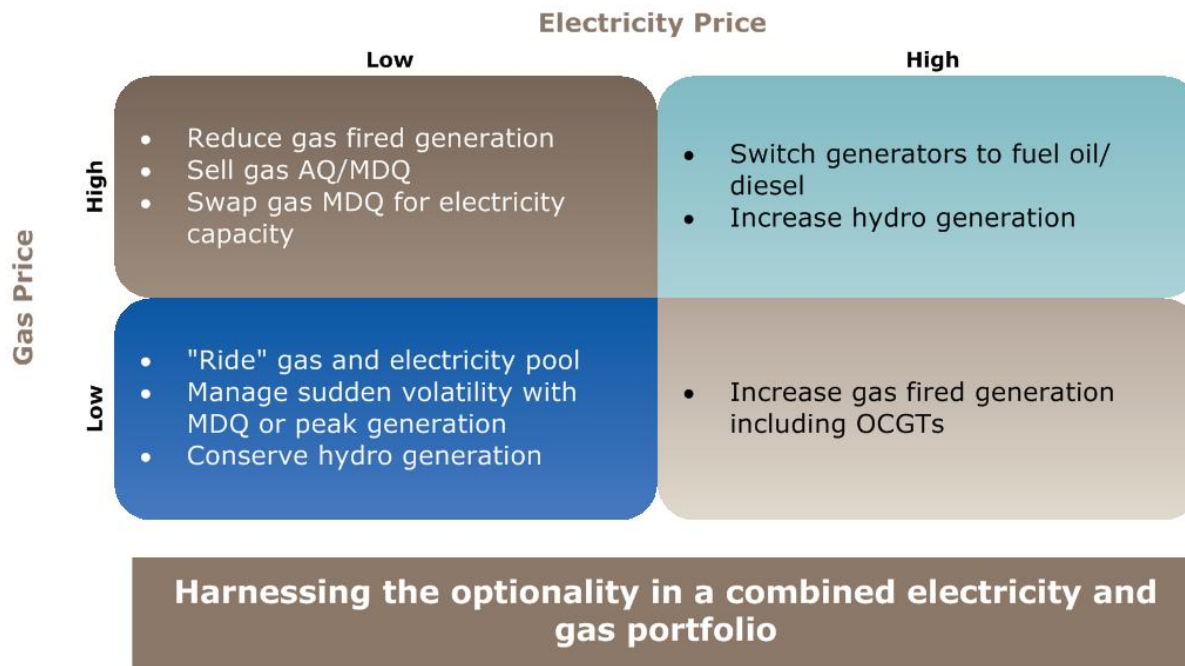 Electricity Price
Low
High
Gas Price
High
• Reduce gas fired generation
• Sell gas AQ/MDQ
• Swap gas MDQ for electricity
capacity
• Switch generators to fuel oil/
diesel
• Increase hydro generation
Low
• "Ride" gas and electricity pool
• Manage sudden volatility with
MDQ or peak generation
• Conserve hydro generation
• Increase gas fired generation
including OCGTs
Harnessing the optionality in a combined electricity and
gas portfolio